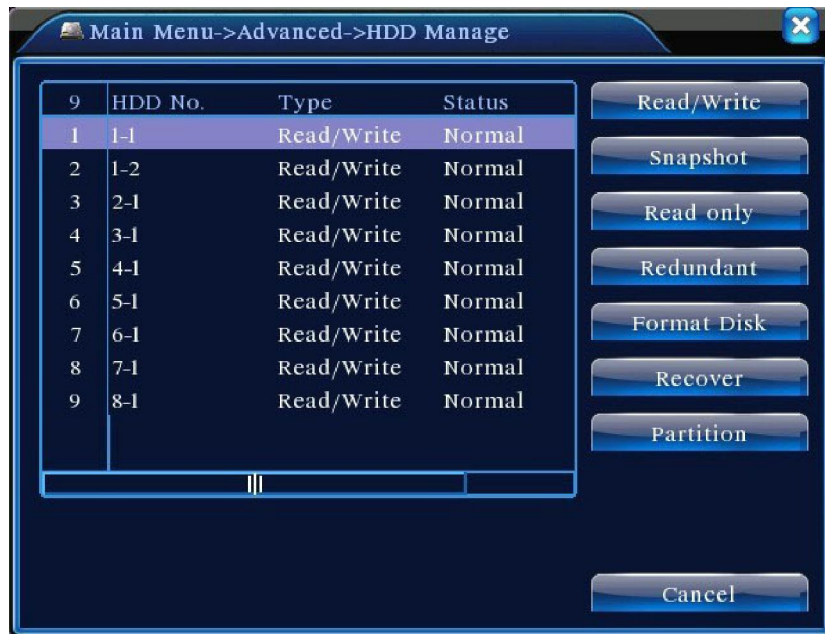 Main Menu->Advanced->HDD Manage
9 HDD No. Type Status
1 1-1 Read/Write Normal
2 1-2 Read/Write Normal
3 2-1 Read/Write Normal
4 3-1 Read/Write Normal
5 4-1 Read/Write Normal
6 5-1 Read/Write Normal
7 6-1 Read/Write Normal
8 7-1 Read/Write Normal
9 8-1 Read/Write Normal
Read/Write
Snapshot
Read only
Redundant
Format Disk
Recover
Partition
Cancel